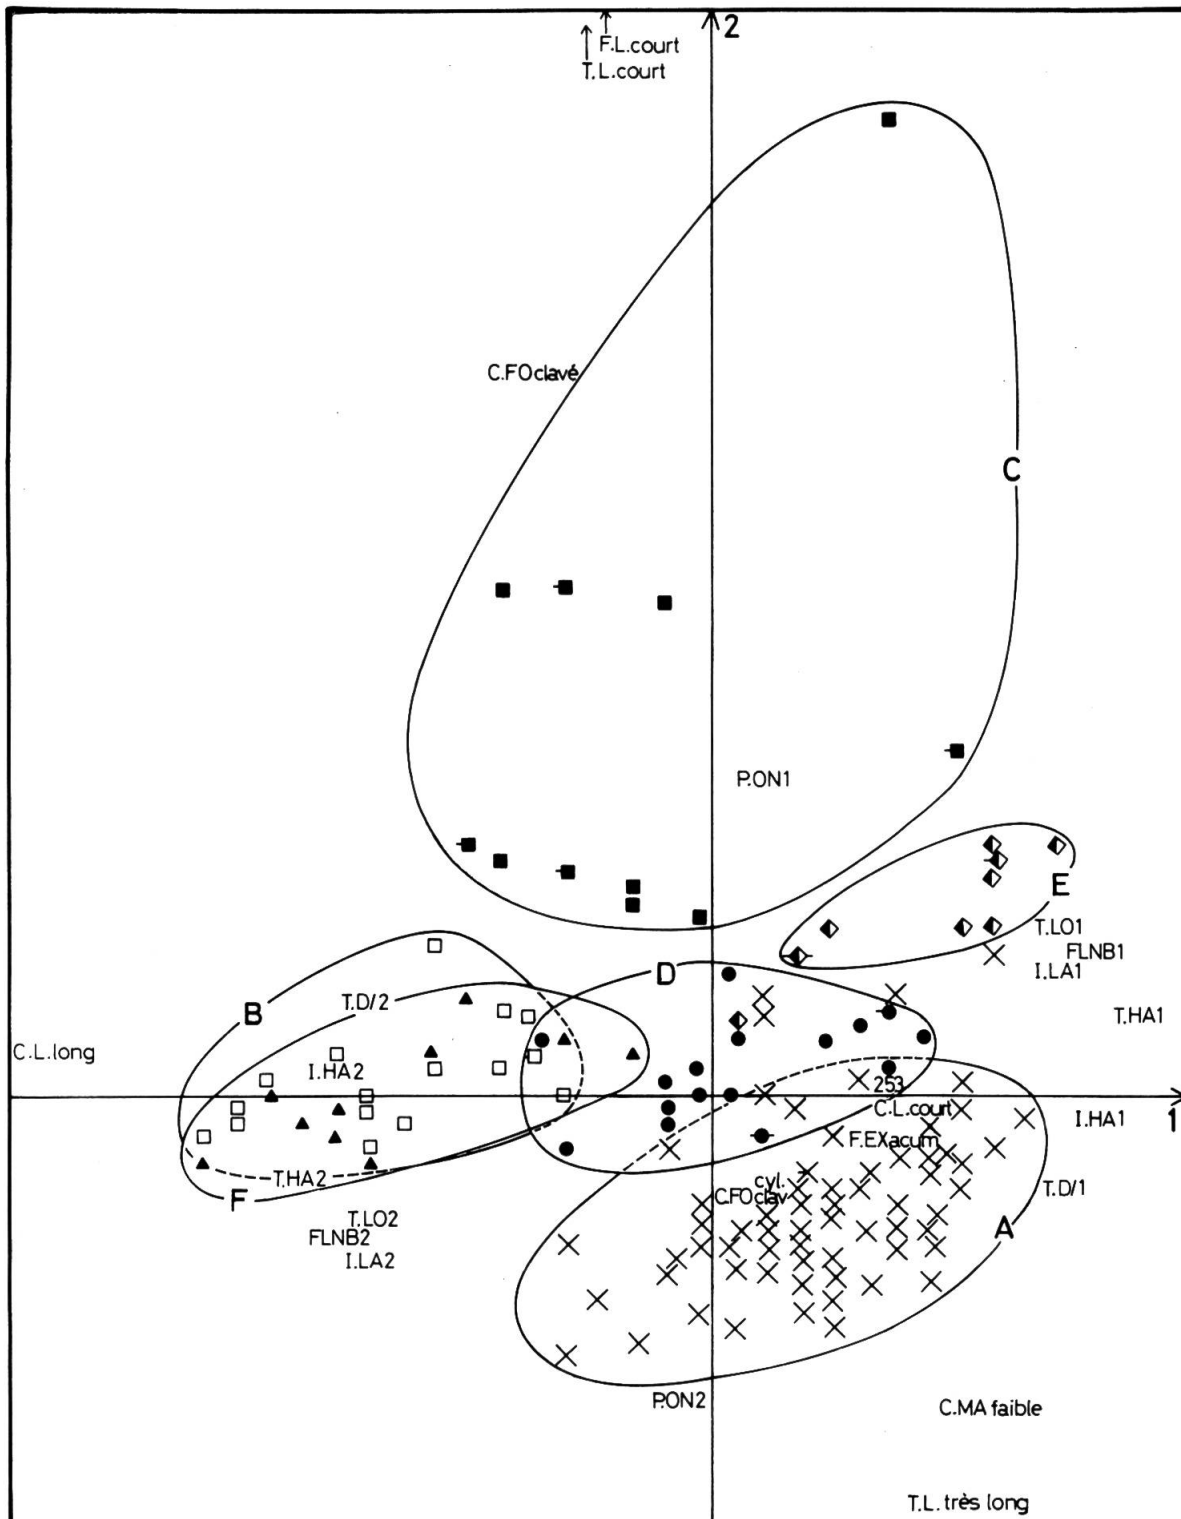 2
F.L.court
T.L.court
C.FOclavé
C
P.ON1
E
T.LO1
FLNB1
I.LA1
D
B
T.D/2
T.HA1
C.L.long
I.HA2
253
C.L.court
I.HA1
1
F.EXacum
T.HA2
cyl.
C.FOclav
T.D/1
F
T.LO2
FLNB2
I.LA2
A
P.ON2
C.MA faible
T.L. très long